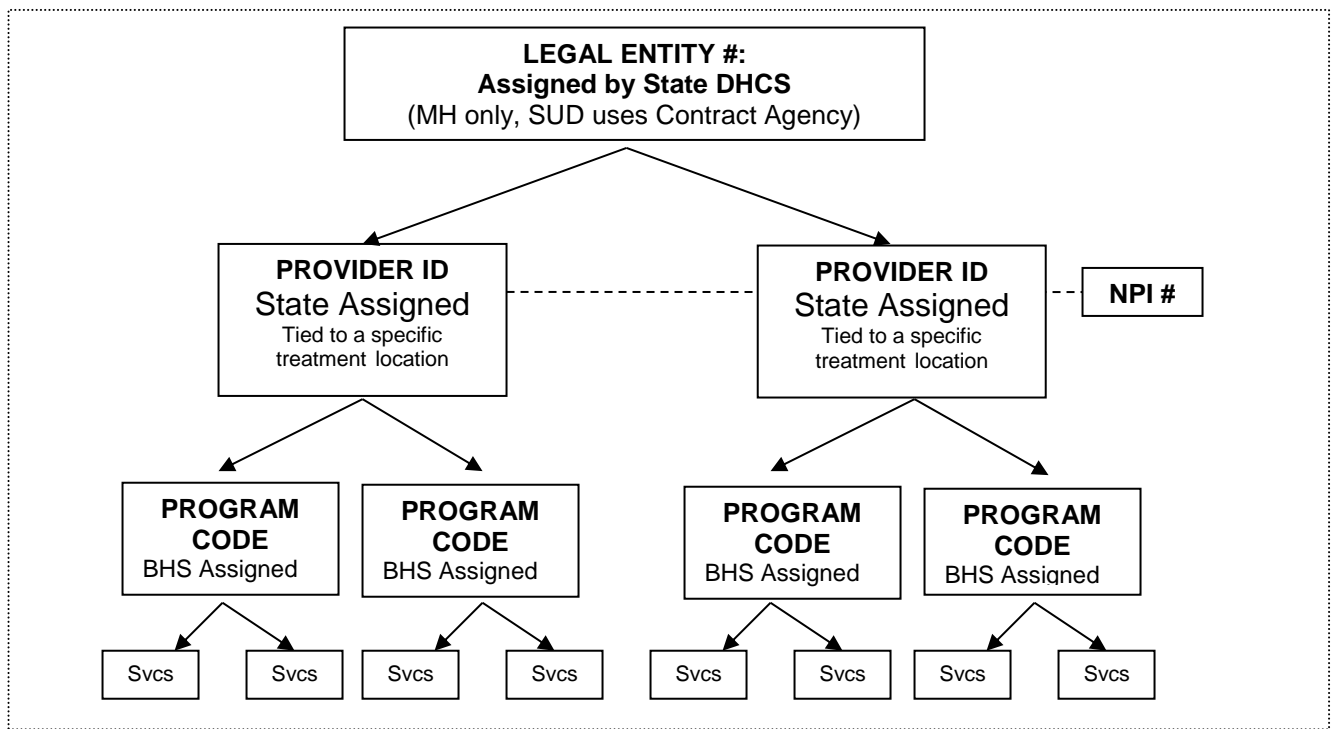 LEGAL ENTITY #:
Assigned by State DHCS
(MH only, SUD uses Contract Agency)
PROVIDER ID
State Assigned
Tied to a specific
treatment location
PROVIDER ID
State Assigned
Tied to a specific
treatment location
NPI #
PROGRAM
CODE
BHS Assigned
PROGRAM
CODE
BHS Assigned
PROGRAM
CODE
BHS Assigned
PROGRAM
CODE
BHS Assigned
Svcs
Svcs
Svcs
Svcs
Svcs
Svcs
Svcs
Svcs